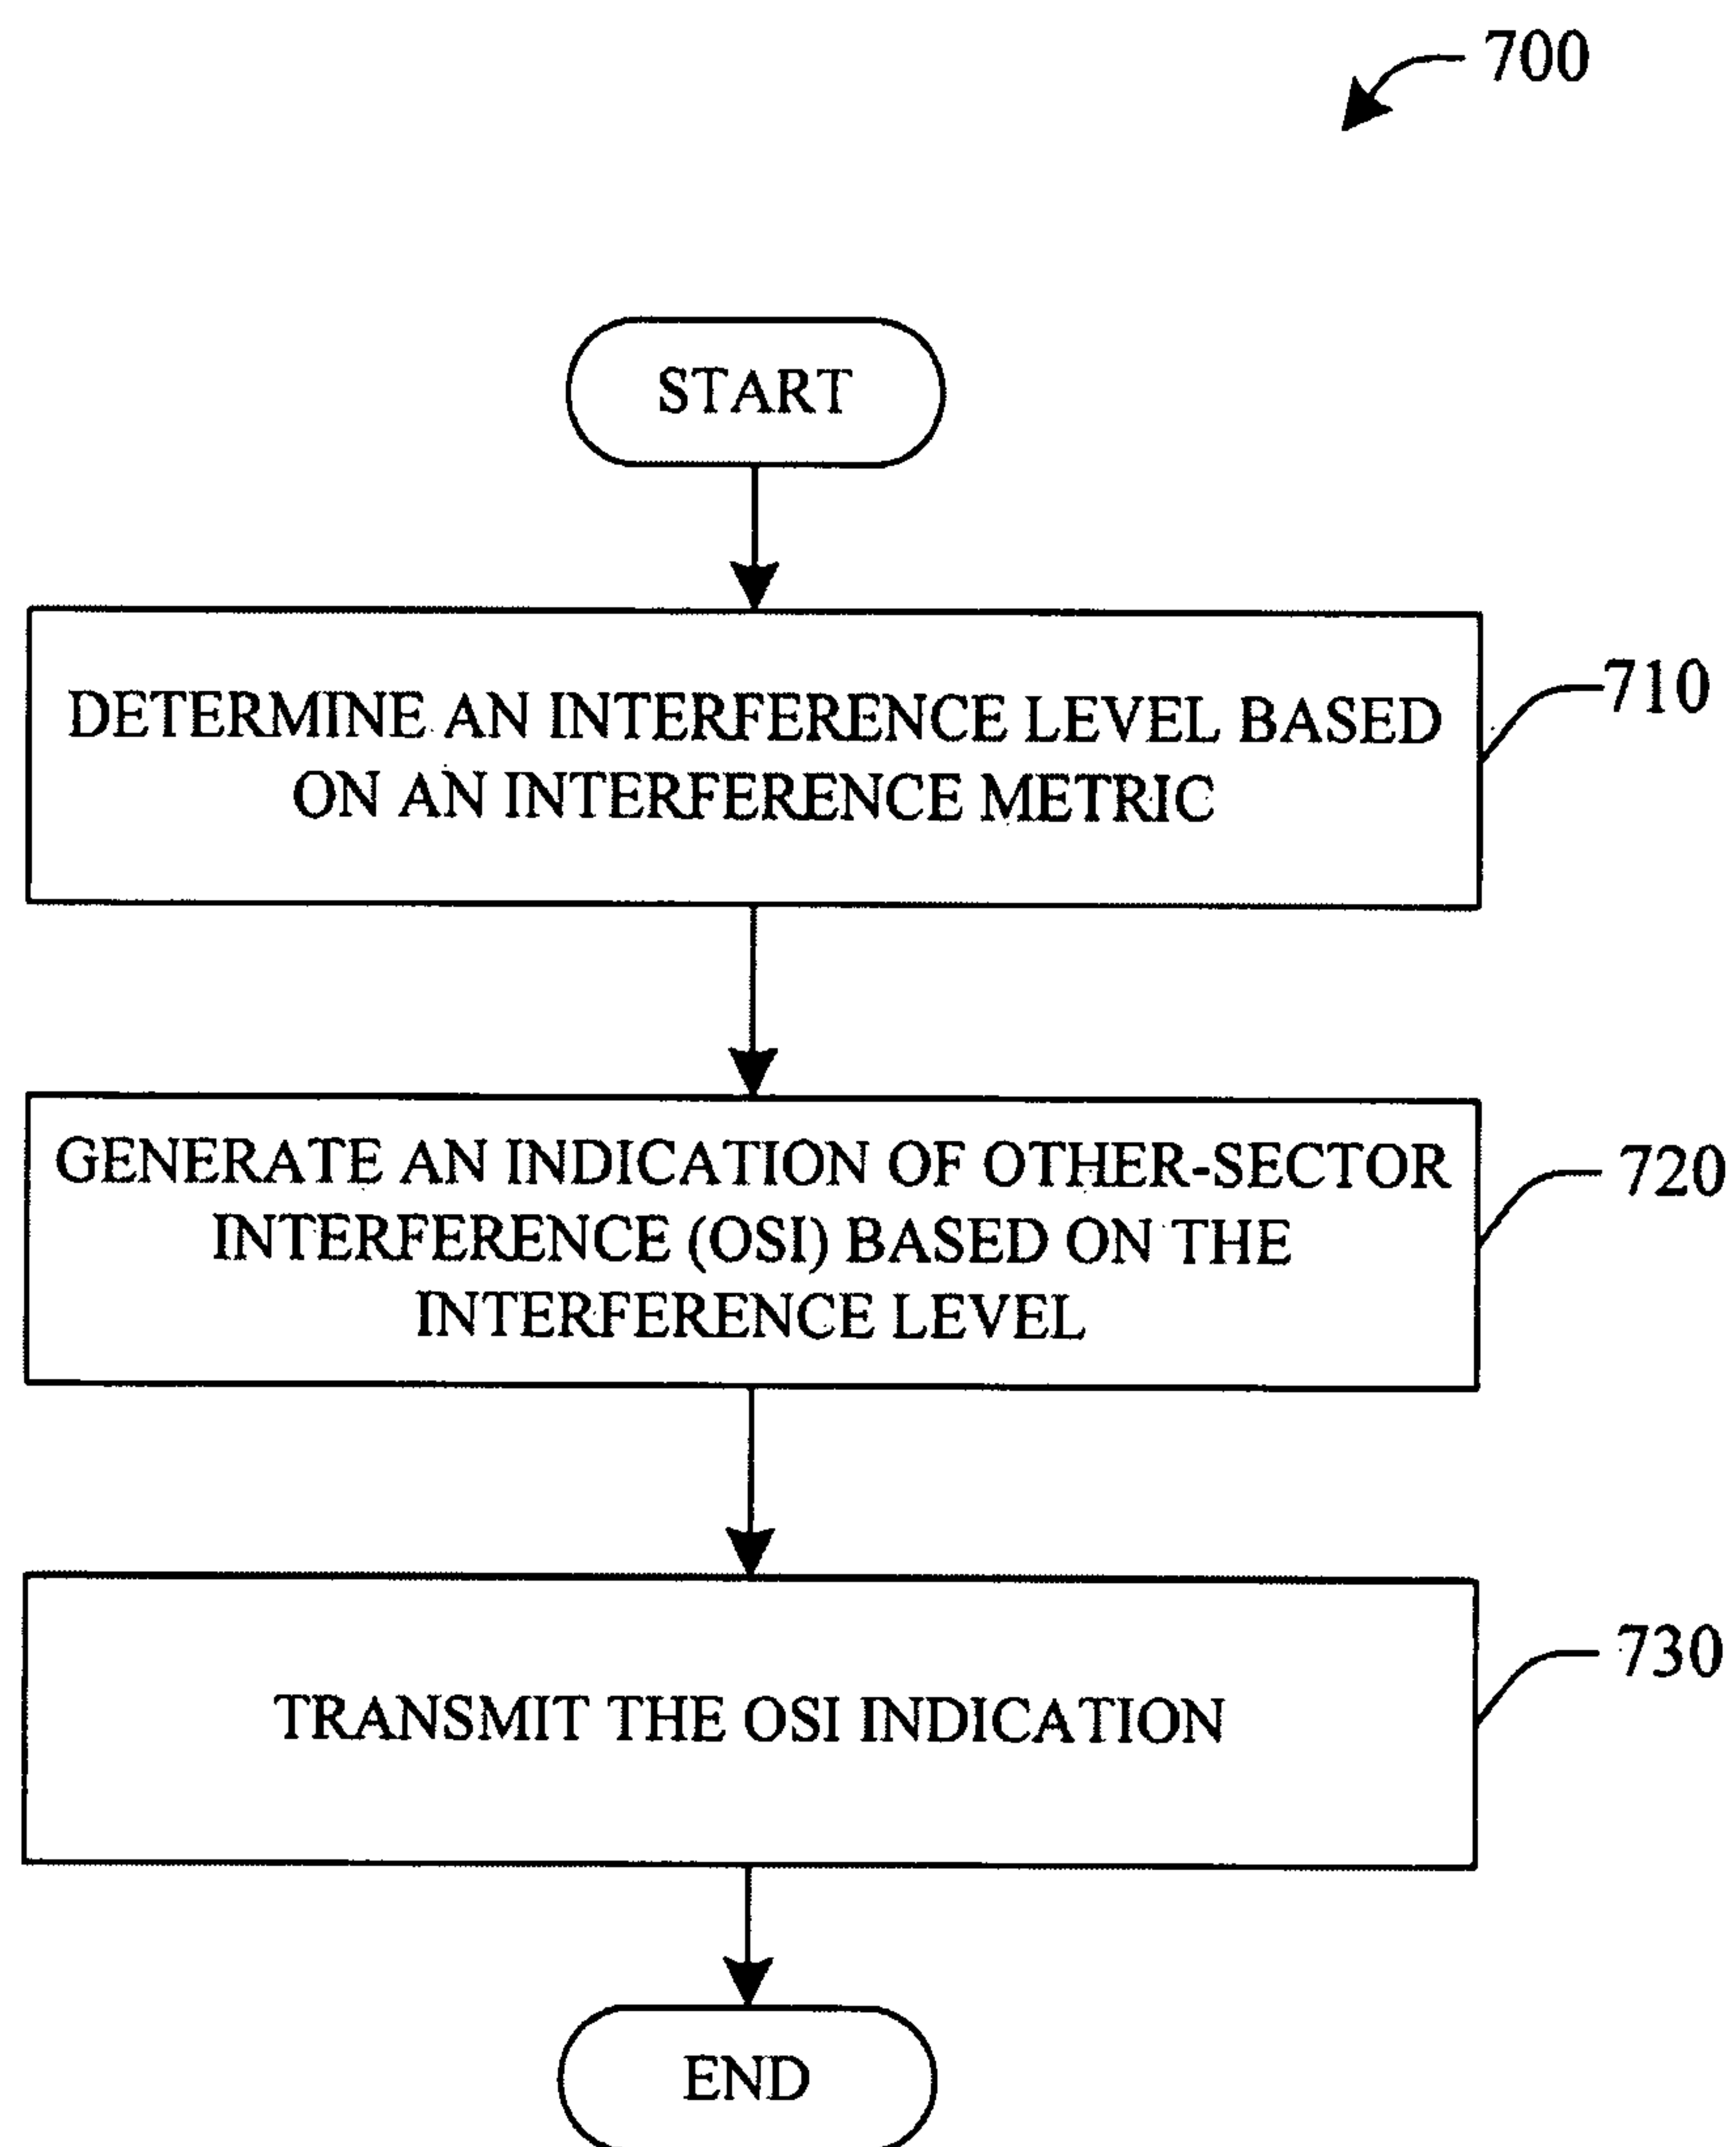 700
START
DETERMINE AN INTERFERENCE LEVEL BASED
ON AN INTERFERENCE METRIC
710
GENERATE AN INDICATION OF OTHER-SECTOR
INTERFERENCE (OSI) BASED ON THE
INTERFERENCE LEVEL
720
TRANSMIT THE OSI INDICATION
730
END